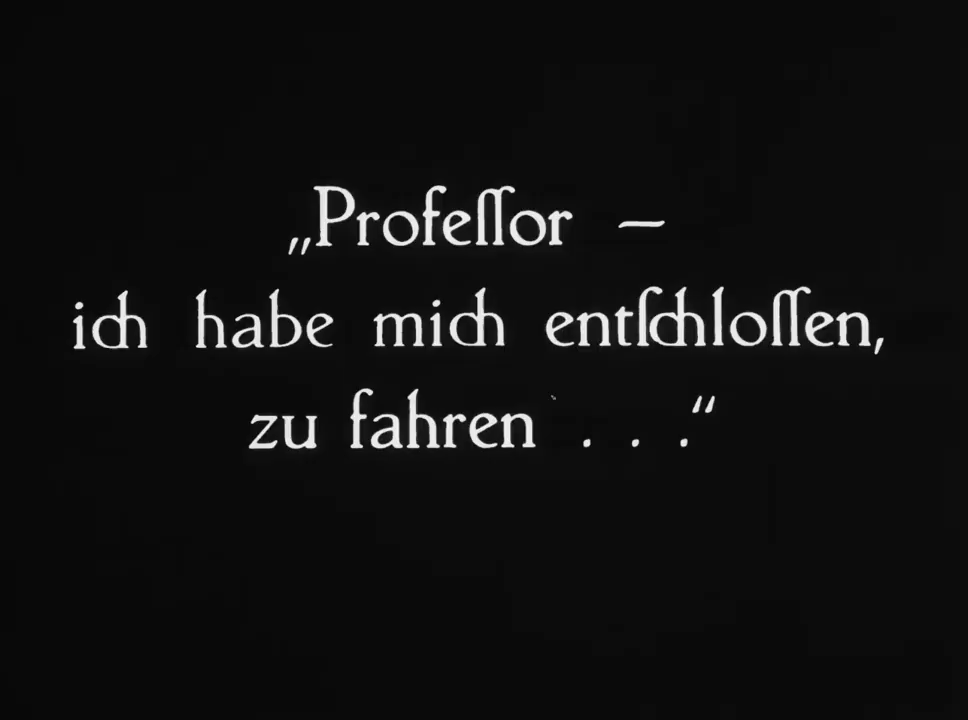 „Profeſſor –
ich habe mich entſchloſſen,
zu fahren . . .“